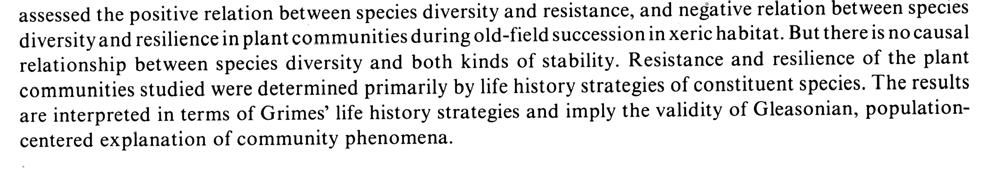 assessed the positive relation between species diversity and resistance, and negative relation between species
diversity and resilience in plant communities during old-field succession in xeric habitat. But there is no causal
relationship between species diversity and both kinds of stability. Resistance and resilience of the plant
communities studied were determined primarily by life history strategies of constituent species. The results
are interpreted in terms of Grimes' life history strategies and imply the validity of Gleasonian, population-
centered explanation of community phenomena.